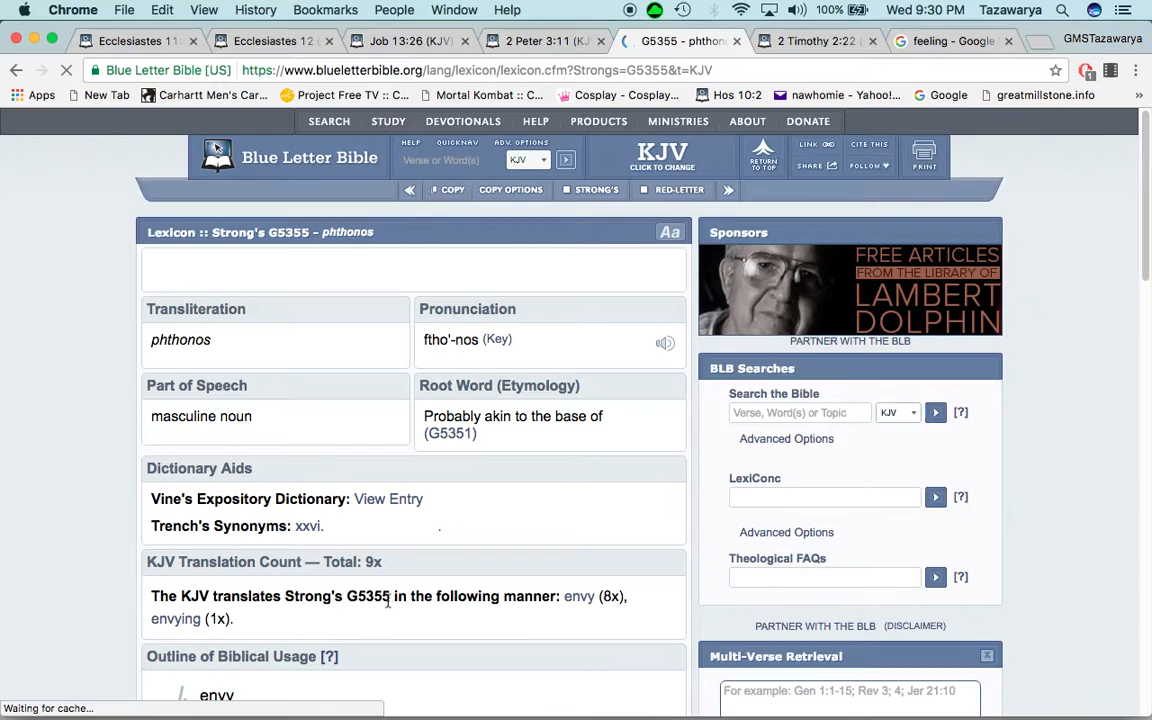 Chrome File Edit View History Bookmarks People Window Help 100% Wed 9:30 PM Tazawarya
Ecclesiastes 11: Ecclesiastes 12 ( Job 13:26 (KJV) 2 Peter 3:11 (KJV G5355 - phthono 2 Timothy 2:22 ( feeling - Google GMSTazawarya
Blue Letter Bible [US] https://www.blueletterbible.org/lang/lexicon/lexicon.cfm?Strongs=G5355&t=KJV
Apps New Tab Carhartt Men's Car... Project Free TV :: C... Mortal Kombat :: C... Cosplay - Cosplay... Hos 10:2 nawhomie - Yahoo!... Google greatmillstone.info »
SEARCH STUDY DEVOTIONALS HELP PRODUCTS MINISTRIES ABOUT DONATE
Blue Letter Bible
HELP QUICKNAV ADV. OPTIONS
Verse or Word(s) KJV
KJV
CLICK TO CHANGE
RETURN
TO TOP
LINK CITE THIS
SHARE FOLLOW
PRINT
COPY COPY OPTIONS STRONG'S RED-LETTER
Lexicon :: Strong's G5355 - phthonos Aa
Transliteration
phthonos
Pronunciation
ftho'-nos (Key)
Part of Speech
masculine noun
Root Word (Etymology)
Probably akin to the base of
(G5351)
Dictionary Aids
Vine's Expository Dictionary: View Entry
Trench's Synonyms: xxvi.
KJV Translation Count — Total: 9x
The KJV translates Strong's G5355 in the following manner: envy (8x),
envying (1x).
Outline of Biblical Usage [?]
I. envy
Sponsors
FREE ARTICLES
FROM THE LIBRARY OF
LAMBERT
DOLPHIN
PARTNER WITH THE BLB
BLB Searches
Search the Bible
Verse, Word(s) or Topic KJV [?]
Advanced Options
LexiConc
[?]
Advanced Options
Theological FAQs
[?]
PARTNER WITH THE BLB (DISCLAIMER)
Multi-Verse Retrieval x
For example: Gen 1:1-15; Rev 3; 4; Jer 21:10
Waiting for cache...